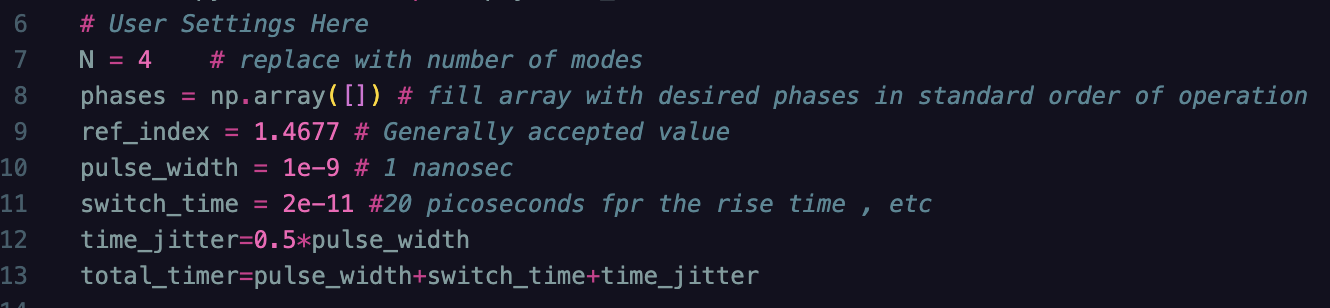 6 # User Settings Here
7 N = 4 # replace with number of modes
8 phases = np.array([]) # fill array with desired phases in standard order of operation
9 ref_index = 1.4677 # Generally accepted value
10 pulse_width = 1e-9 # 1 nanosec
11 switch_time = 2e-11 #20 picoseconds fpr the rise time , etc
12 time_jitter=0.5*pulse_width
13 total_timer=pulse_width+switch_time+time_jitter